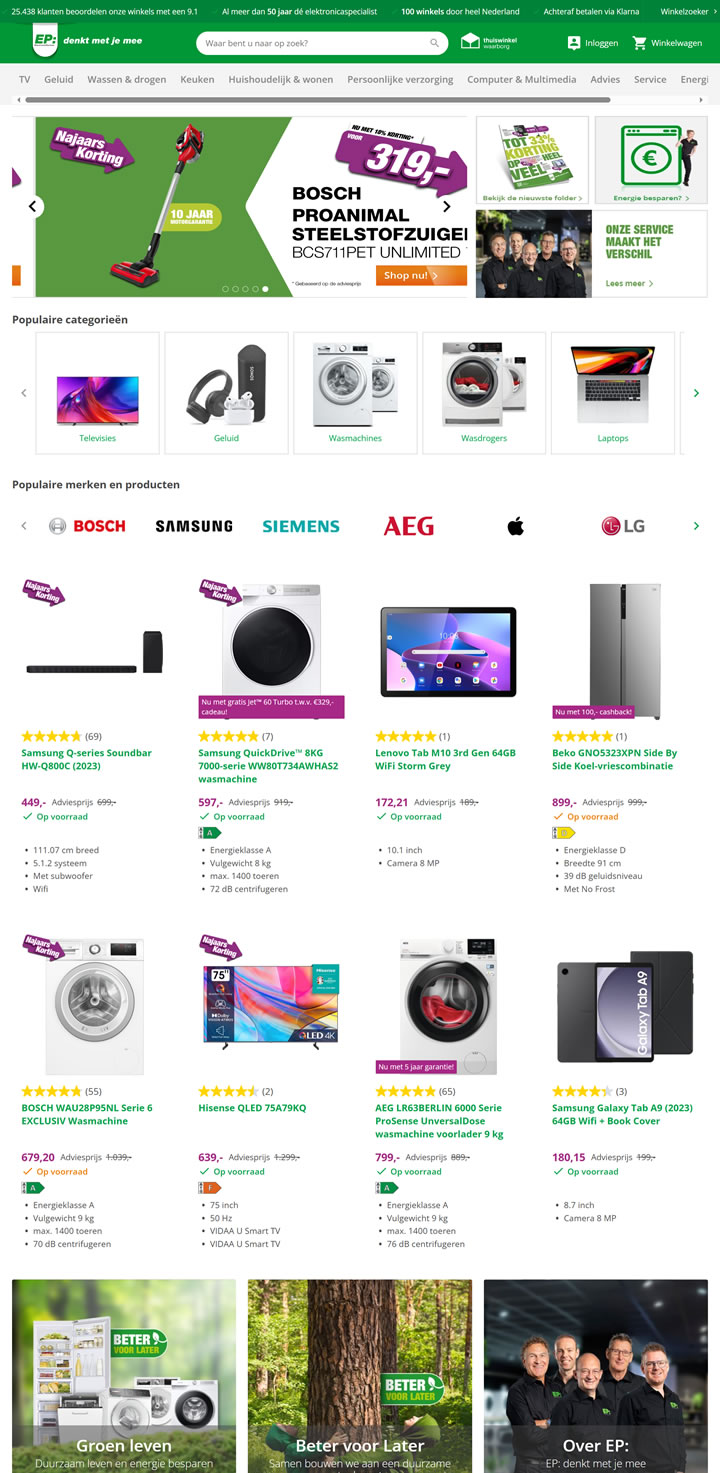 25.438 klanten beoordelen onze winkels met een 9.1
Al meer dan 50 jaar dé elektronicaspecialist
100 winkels door heel Nederland
Achteraf betalen via Klarna
Winkelzoeker
EP: denkt met je mee
Waar bent u naar op zoek?
thuiswinkel
waarborg
Inloggen
Winkelwagen
TV
Geluid
Wassen & drogen
Keuken
Huishoudelijk & wonen
Persoonlijke verzorging
Computer & Multimedia
Advies
Service
Energi
Najaars
Korting
10 JAAR
MOTORGARANTIE
NU MET 10% KORTING*
VOOR
319,-
BOSCH
PROANIMAL
STEELSTOFZUIGE
BCS711PET UNLIMITED 7
* Gebaseerd op de adviesprijs
Shop nu!
TOT 33%
KORTING
OP HEEL
VEEL
Bekijk de nieuwste folder
€
Energie besparen?
ONZE SERVICE
MAAKT HET
VERSCHIL
Lees meer
Populaire categorieën
SONOS
Televisies
Geluid
Wasmachines
Wasdrogers
Laptops
Populaire merken en producten
BOSCH
SAMSUNG
SIEMENS
AEG
LG
Najaars
Korting
Najaars
Korting
Nu met gratis Jet™ 60 Turbo t.w.v. €329,-
cadeau!
Nu met 100,- cashback!
(69)
Samsung Q-series Soundbar
HW-Q800C (2023)
449,- Adviesprijs 699,-
Op voorraad
111.07 cm breed
5.1.2 systeem
Met subwoofer
Wifi
(7)
Samsung QuickDrive™ 8KG
7000-serie WW80T734AWHAS2
wasmachine
597,- Adviesprijs 919,-
Op voorraad
A
Energieklasse A
Vulgewicht 8 kg
max. 1400 toeren
72 dB centrifugeren
(1)
Lenovo Tab M10 3rd Gen 64GB
WiFi Storm Grey
172,21 Adviesprijs 189,-
Op voorraad
10.1 inch
Camera 8 MP
(1)
Beko GNO5323XPN Side By
Side Koel-vriescombinatie
899,- Adviesprijs 999,-
Op voorraad
D
Energieklasse D
Breedte 91 cm
39 dB geluidsniveau
Met No Frost
Najaars
Korting
Najaars
Korting
75"
Hisense
QLED 4K
Nu met 5 jaar garantie!
Galaxy Tab A9
(55)
BOSCH WAU28P95NL Serie 6
EXCLUSIV Wasmachine
679,20 Adviesprijs 1.039,-
Op voorraad
A
Energieklasse A
Vulgewicht 9 kg
max. 1400 toeren
70 dB centrifugeren
(2)
Hisense QLED 75A79KQ
639,- Adviesprijs 1.299,-
Op voorraad
F
75 inch
50 Hz
VIDAA U Smart TV
VIDAA U Smart TV
(65)
AEG LR63BERLIN 6000 Serie
ProSense UnversalDose
wasmachine voorlader 9 kg
799,- Adviesprijs 889,-
Op voorraad
A
Energieklasse A
Vulgewicht 9 kg
max. 1400 toeren
76 dB centrifugeren
(3)
Samsung Galaxy Tab A9 (2023)
64GB Wifi + Book Cover
180,15 Adviesprijs 199,-
Op voorraad
8.7 inch
Camera 8 MP
BETER
VOOR LATER
Groen leven
Duurzaam leven en energie besparen
BETER
VOOR LATER
Beter voor Later
Samen bouwen we aan een duurzame
Over EP:
EP: denkt met je mee